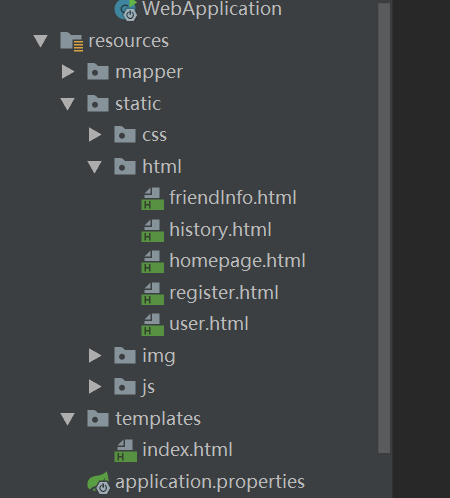 WebApplication
resources
mapper
static
css
html
friendInfo.html
history.html
homepage.html
register.html
user.html
img
js
templates
index.html
application.properties